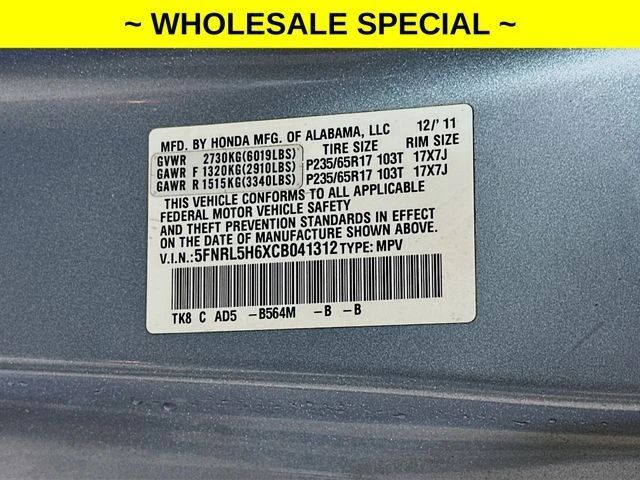 ~ WHOLESALE SPECIAL ~
MFD. BY HONDA MFG. OF ALABAMA, LLC 12/'11
TIRE SIZE RIM SIZE
GVWR 2730KG(6019LBS)
GAWR F 1320KG(2910LBS) P235/65R17 103T 17X7J
GAWR R 1515KG(3340LBS) P235/65R17 103T 17X7J
THIS VEHICLE CONFORMS TO ALL APPLICABLE
FEDERAL MOTOR VEHICLE SAFETY
AND THEFT PREVENTION STANDARDS IN EFFECT
ON THE DATE OF MANUFACTURE SHOWN ABOVE.
V.I.N.:5FNRL5H6XCB041312 TYPE: MPV
TK8 C AD5 -B564M -B -B